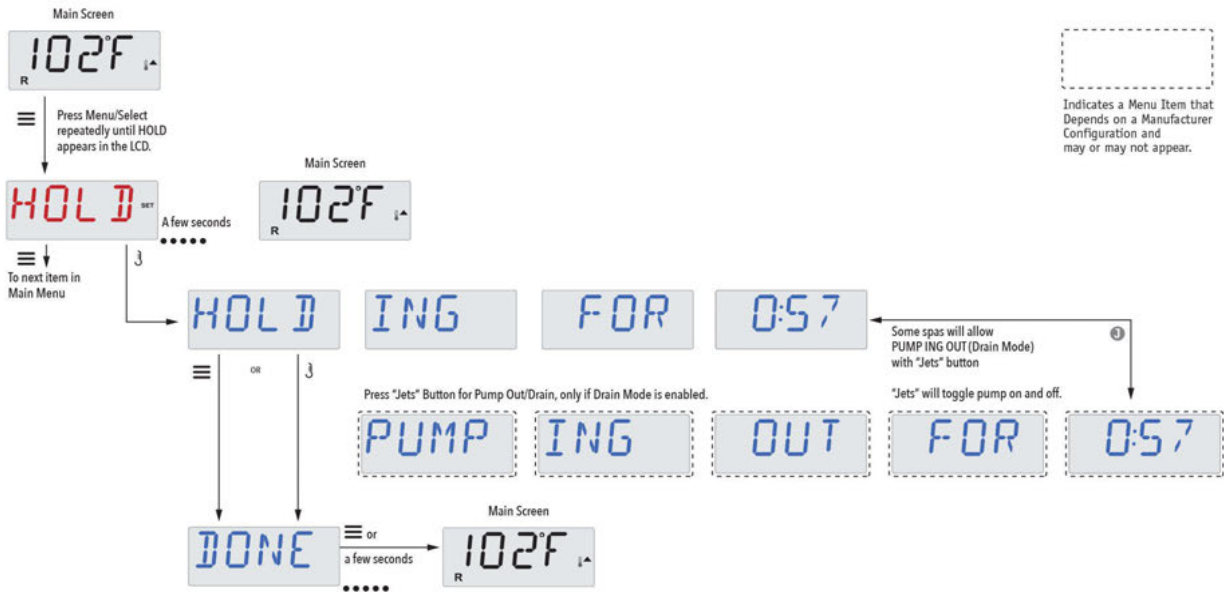 Main Screen
102°F
R
Press Menu/Select
repeatedly until HOLD
appears in the LCD.
Indicates a Menu Item that
Depends on a Manufacturer
Configuration and
may or may not appear.
HOLD SET
A few seconds
Main Screen
102°F
R
To next item in
Main Menu
HOLD
ING
FOR
0:57
Some spas will allow
PUMP ING OUT (Drain Mode)
with "Jets" button
J
OR
Press "Jets" Button for Pump Out/Drain, only if Drain Mode is enabled.
"Jets" will toggle pump on and off.
PUMP
ING
OUT
FOR
0:57
DONE
or
a few seconds
Main Screen
102°F
R